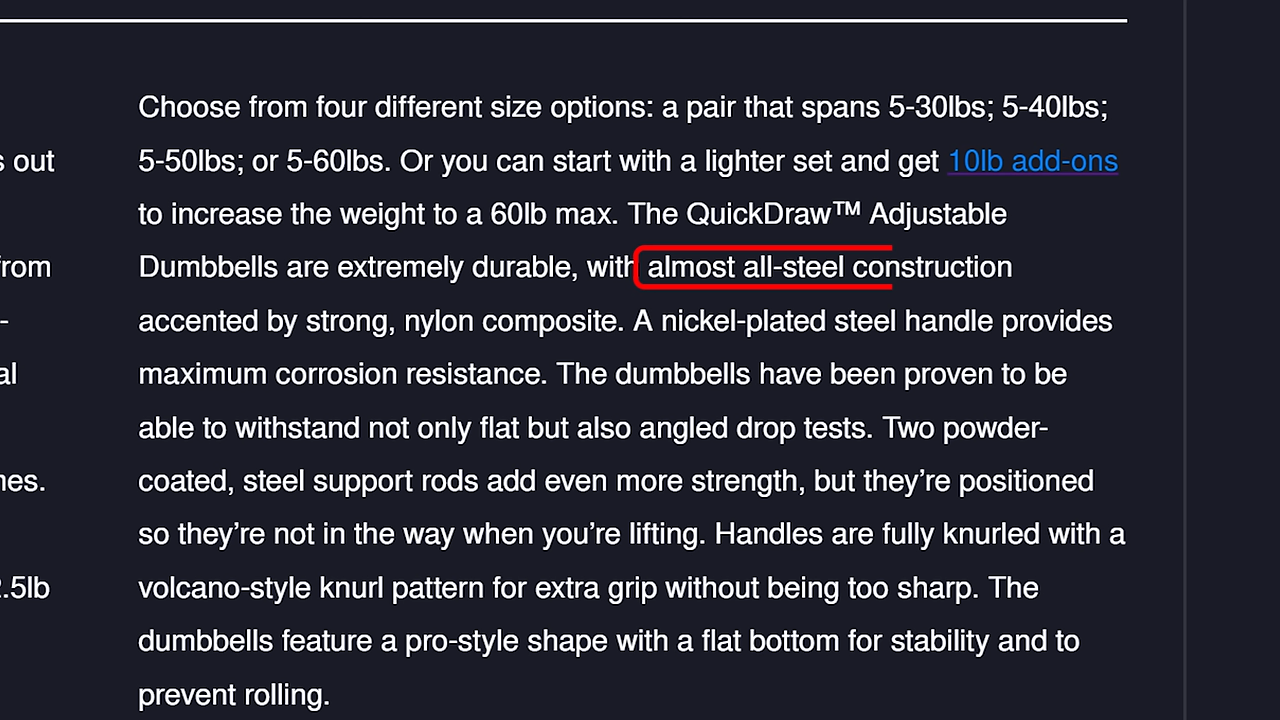 Choose from four different size options: a pair that spans 5-30lbs; 5-40lbs;
s out
5-50lbs; or 5-60lbs. Or you can start with a lighter set and get 10lb add-ons
to increase the weight to a 60lb max. The QuickDraw™ Adjustable
from
Dumbbells are extremely durable, with almost all-steel construction
-
accented by strong, nylon composite. A nickel-plated steel handle provides
al
maximum corrosion resistance. The dumbbells have been proven to be
able to withstand not only flat but also angled drop tests. Two powder-
nes.
coated, steel support rods add even more strength, but they’re positioned
so they’re not in the way when you’re lifting. Handles are fully knurled with a
2.5lb
volcano-style knurl pattern for extra grip without being too sharp. The
dumbbells feature a pro-style shape with a flat bottom for stability and to
prevent rolling.